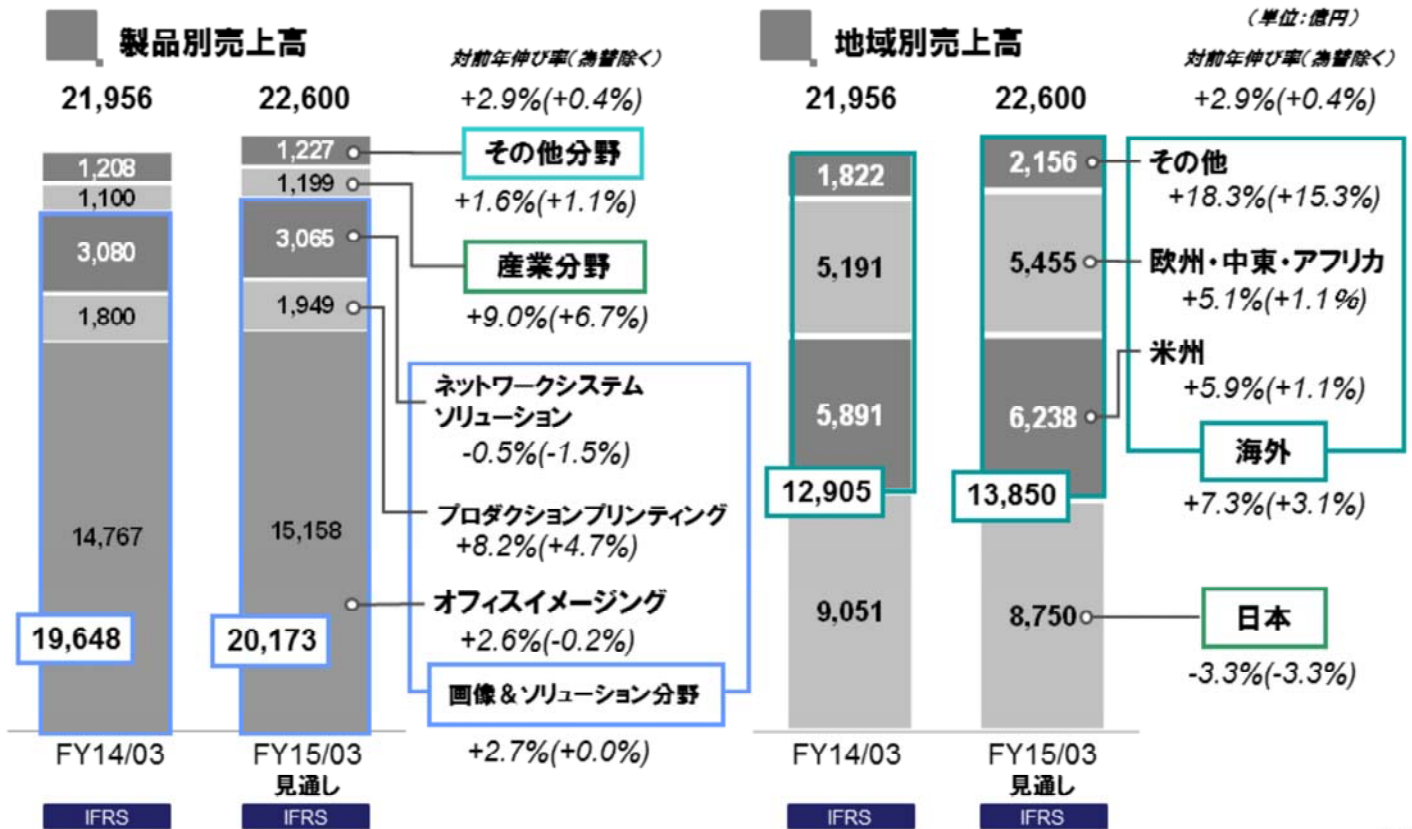 製品別売上高
対前年伸び率(為替除く)
21,956
22,600
+2.9%(+0.4%)
1,208
1,100
3,080
1,800
14,767
19,648
1,227
1,199
3,065
1,949
15,158
20,173
その他分野
+1.6%(+1.1%)
産業分野
+9.0%(+6.7%)
ネットワークシステム
ソリューション
-0.5%(-1.5%)
プロダクションプリンティング
+8.2%(+4.7%)
オフィスイメージング
+2.6%(-0.2%)
画像&ソリューション分野
+2.7%(+0.0%)
FY14/03
FY15/03
見通し
IFRS
IFRS
(単位:億円)
地域別売上高
対前年伸び率(為替除く)
21,956
22,600
+2.9%(+0.4%)
1,822
5,191
5,891
12,905
9,051
2,156
5,455
6,238
13,850
8,750
その他
+18.3%(+15.3%)
欧州・中東・アフリカ
+5.1%(+1.1%)
米州
+5.9%(+1.1%)
海外
+7.3%(+3.1%)
日本
-3.3%(-3.3%)
FY14/03
FY15/03
見通し
IFRS
IFRS